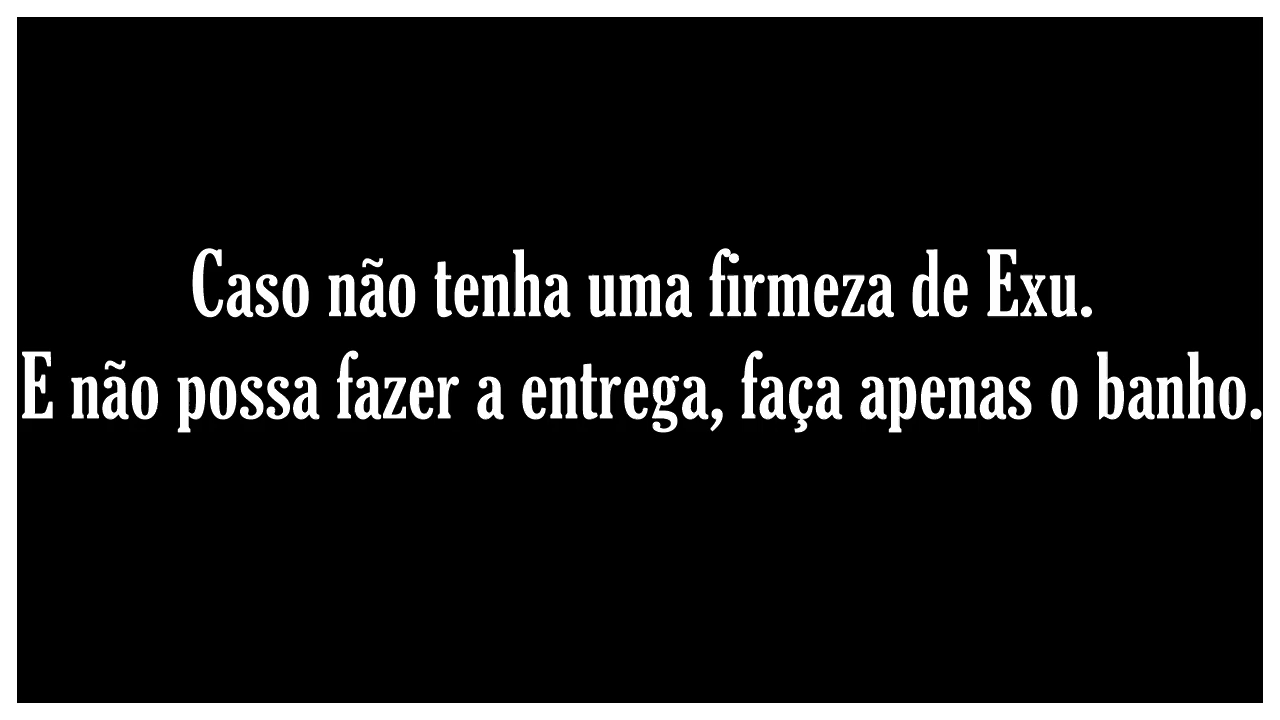 Caso não tenha uma firmeza de Exu.
E não possa fazer a entrega, faça apenas o banho.